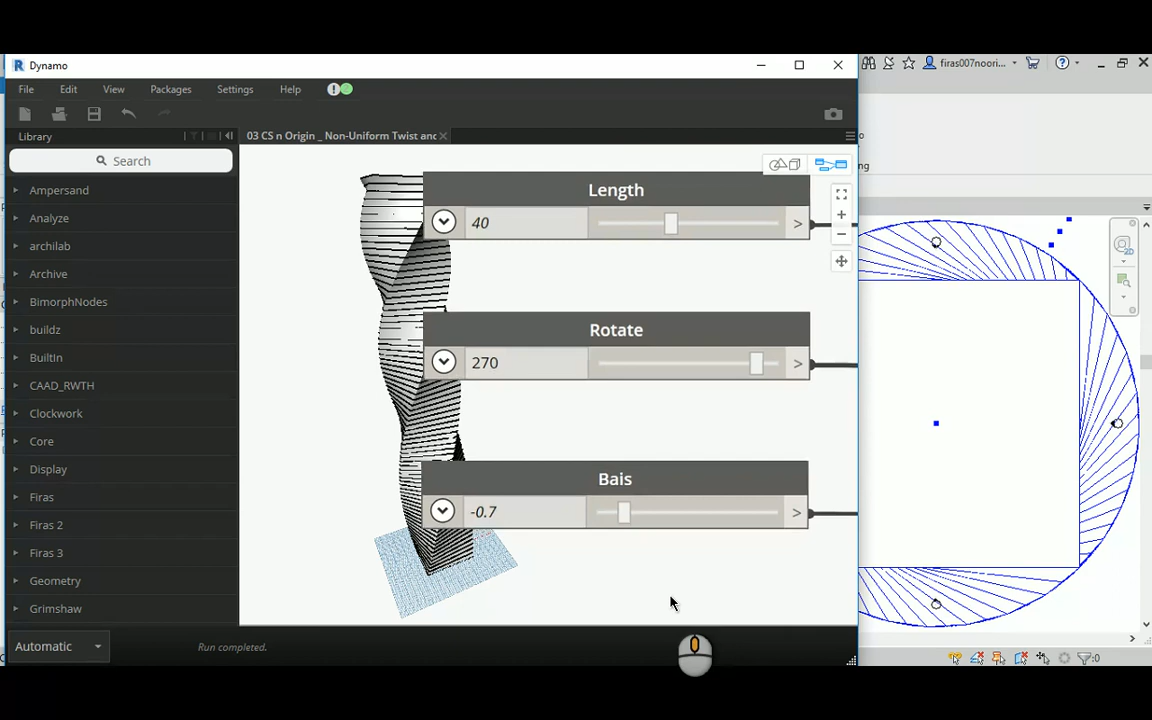 Dynamo
firas007noori...
File Edit View Packages Settings Help
Library
03 CS n Origin _ Non-Uniform Twist anc
Search
Ampersand
Analyze
archilab
Archive
BimorphNodes
buildz
BuiltIn
CAAD_RWTH
Clockwork
Core
Display
Firas
Firas 2
Firas 3
Geometry
Grimshaw
Length
40
>
Rotate
270
>
Bais
-0.7
>
Automatic
Run completed.
:0